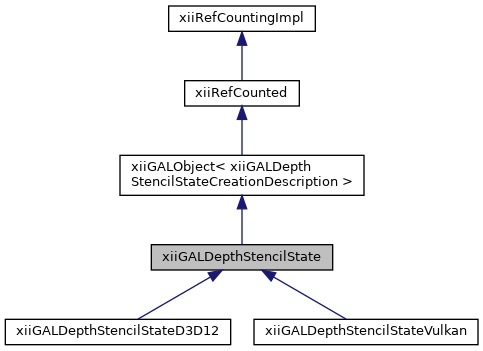 xiiRefCountingImpl
xiiRefCounted
xiiGALObject< xiiGALDepth
StencilStateCreationDescription >
xiiGALDepthStencilState
xiiGALDepthStencilStateD3D12
xiiGALDepthStencilStateVulkan